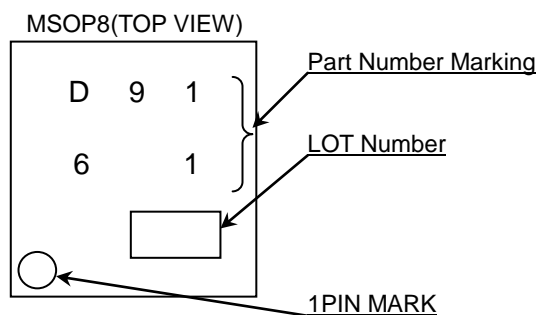 MSOP8(TOP VIEW)
Part Number Marking
D 9 1
LOT Number
6 1
1PIN MARK